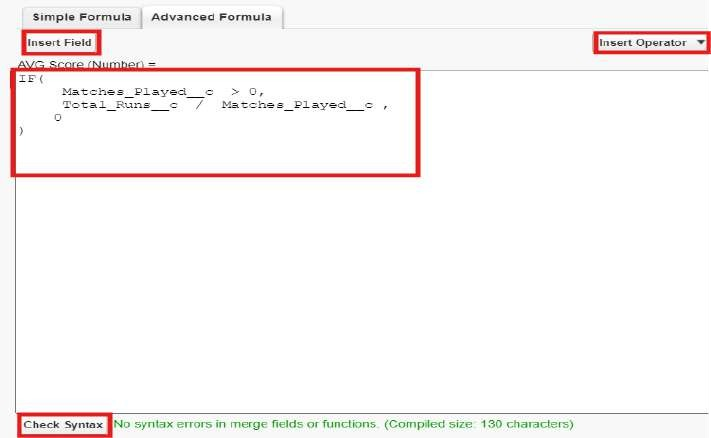 Simple Formula Advanced Formula
Insert Field Insert Operator
AVG Score (Number) =
IF(
Matches_Played__c > 0,
Total_Runs__c / Matches_Played__c ,
0
)
Check Syntax No syntax errors in merge fields or functions. (Compiled size: 130 characters)